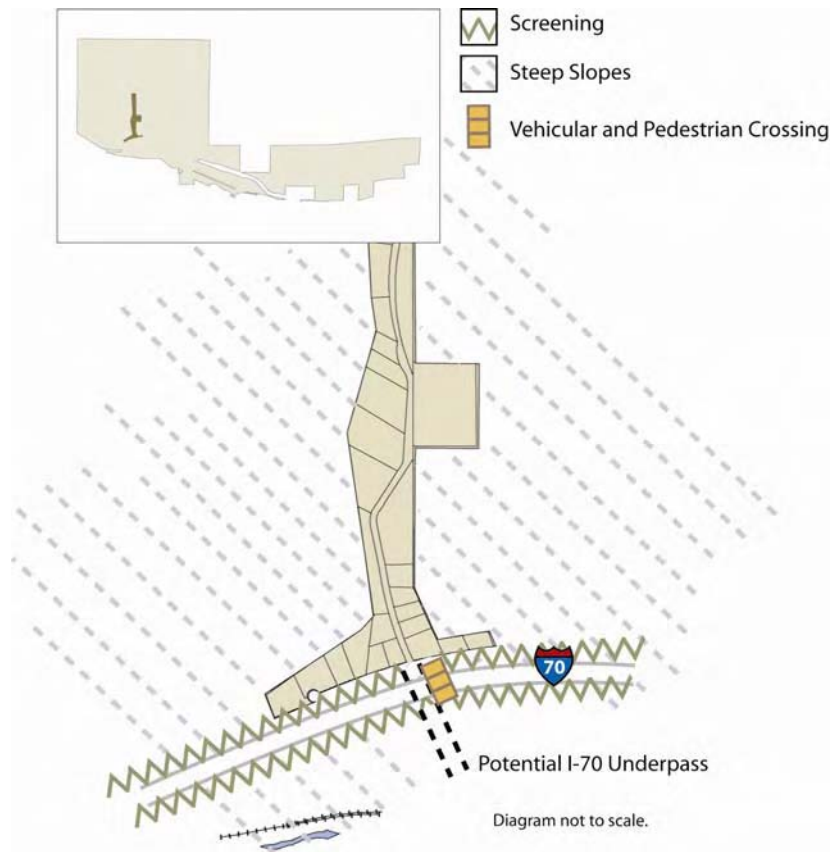 Screening
Steep Slopes
Vehicular and Pedestrian Crossing
70
Potential I-70 Underpass
Diagram not to scale.